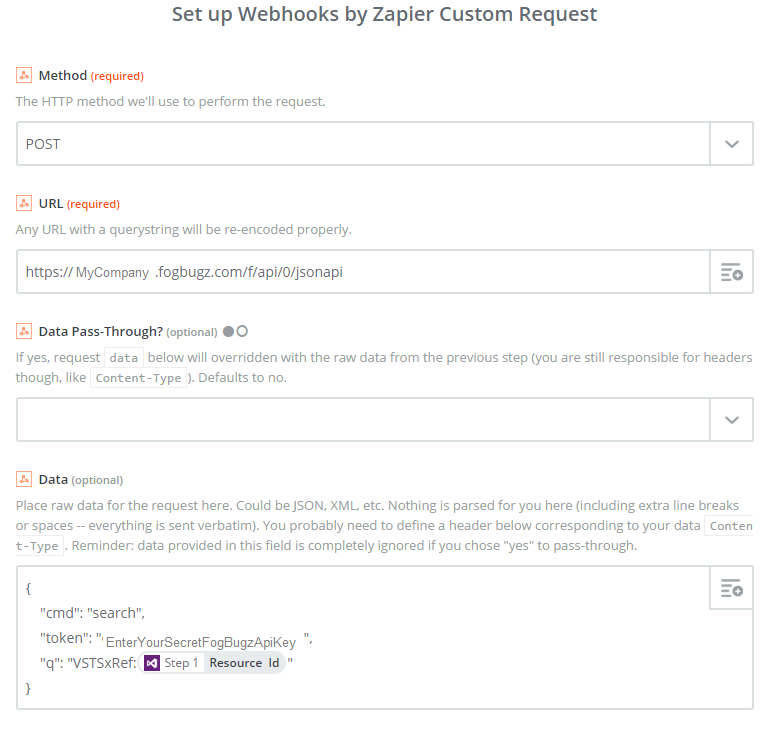 Set up Webhooks by Zapier Custom Request
Method (required)
The HTTP method we'll use to perform the request.
POST
URL (required)
Any URL with a querystring will be re-encoded properly.
https:// MyCompany .fogbugz.com/f/api/0/jsonapi
Data Pass-Through? (optional)
If yes, request data below will overridden with the raw data from the previous step (you are still responsible for headers
though, like Content-Type ). Defaults to no.
Data (optional)
Place raw data for the request here. Could be JSON, XML, etc. Nothing is parsed for you here (including extra line breaks
or spaces -- everything is sent verbatim). You probably need to define a header below corresponding to your data Conten
t-Type . Reminder: data provided in this field is completely ignored if you chose "yes" to pass-through.
{
"cmd": "search",
"token": "EnterYourSecretFogBugzApiKey ",
"q": "VSTSxRef: Step 1 Resource Id "
}